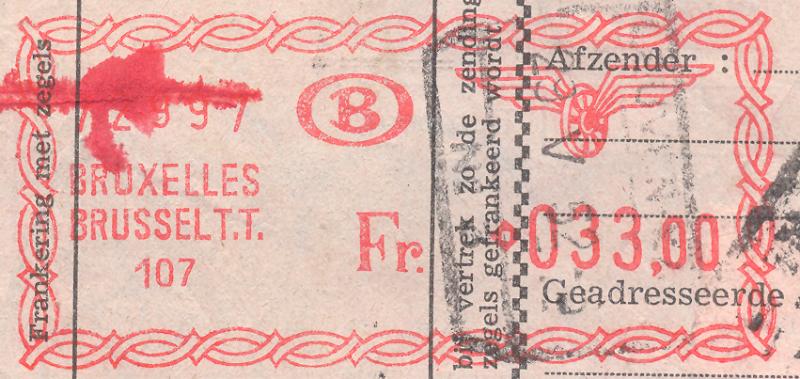 Frankering met zegels
B
BRUXELLES
BRUSSEL T.T.
107
Fr.
033,00
bij vertrek zo de zending
zegels gefrankeerd wordt.
Afzender :
Geadresseerde